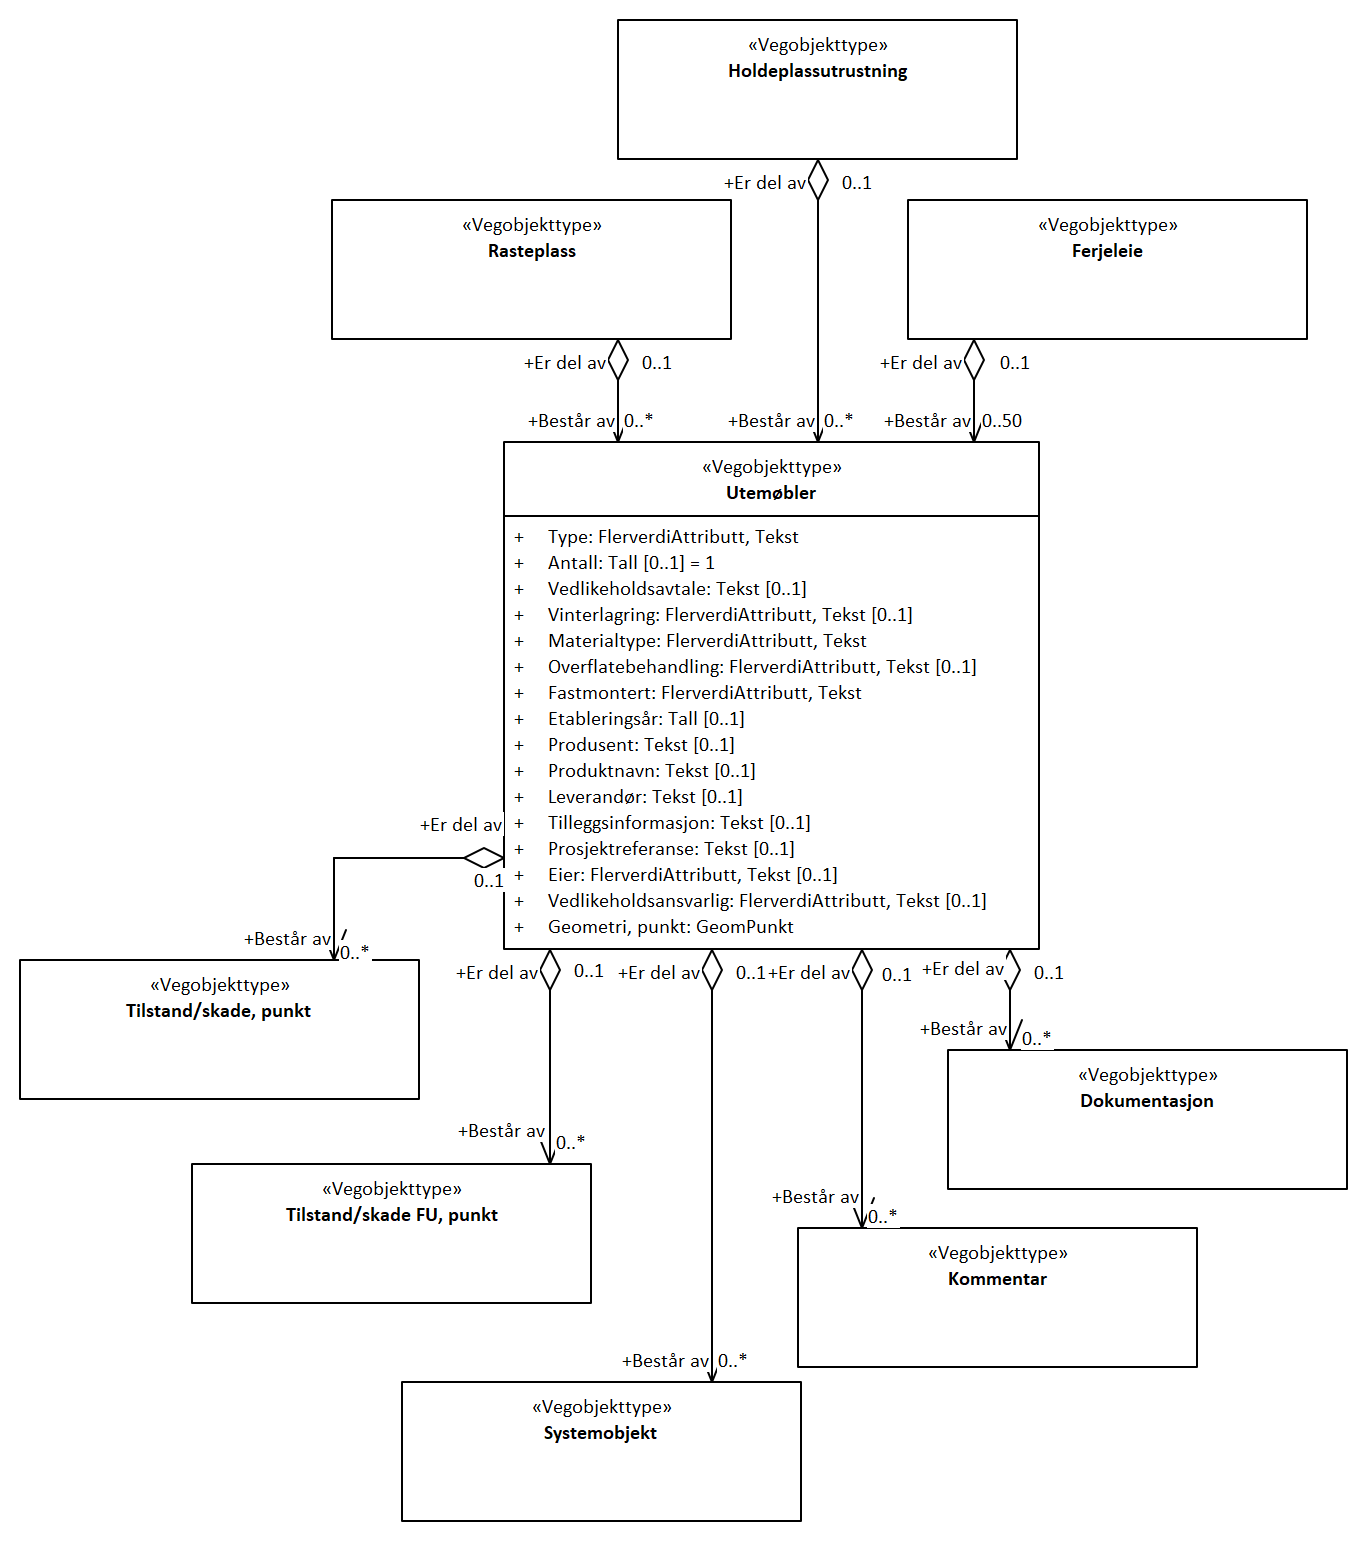 «Vegobjekttype»
Holdeplassutrustning
+Er del av 0..1
«Vegobjekttype»
Rasteplass
«Vegobjekttype»
Ferjeleie
+Er del av 0..1
+Er del av 0..1
+Består av 0..*
+Består av 0..*
+Består av 0..50
«Vegobjekttype»
Utemøbler
+ Type: FlerverdiAttributt, Tekst
+ Antall: Tall [0..1] = 1
+ Vedlikeholdsavtale: Tekst [0..1]
+ Vinterlagring: FlerverdiAttributt, Tekst [0..1]
+ Materialtype: FlerverdiAttributt, Tekst
+ Overflatebehandling: FlerverdiAttributt, Tekst [0..1]
+ Fastmontert: FlerverdiAttributt, Tekst
+ Etableringsår: Tall [0..1]
+ Produsent: Tekst [0..1]
+ Produktnavn: Tekst [0..1]
+ Leverandør: Tekst [0..1]
+ Tilleggsinformasjon: Tekst [0..1]
+ Prosjektreferanse: Tekst [0..1]
+ Eier: FlerverdiAttributt, Tekst [0..1]
+ Vedlikeholdsansvarlig: FlerverdiAttributt, Tekst [0..1]
+ Geometri, punkt: GeomPunkt
+Er del av
0..1
+Består av 0..*
«Vegobjekttype»
Tilstand/skade, punkt
+Er del av 0..1
+Er del av 0..1
+Er del av 0..1
+Er del av 0..1
+Består av 0..*
«Vegobjekttype»
Dokumentasjon
+Består av 0..*
«Vegobjekttype»
Tilstand/skade FU, punkt
+Består av 0..*
«Vegobjekttype»
Kommentar
+Består av 0..*
«Vegobjekttype»
Systemobjekt